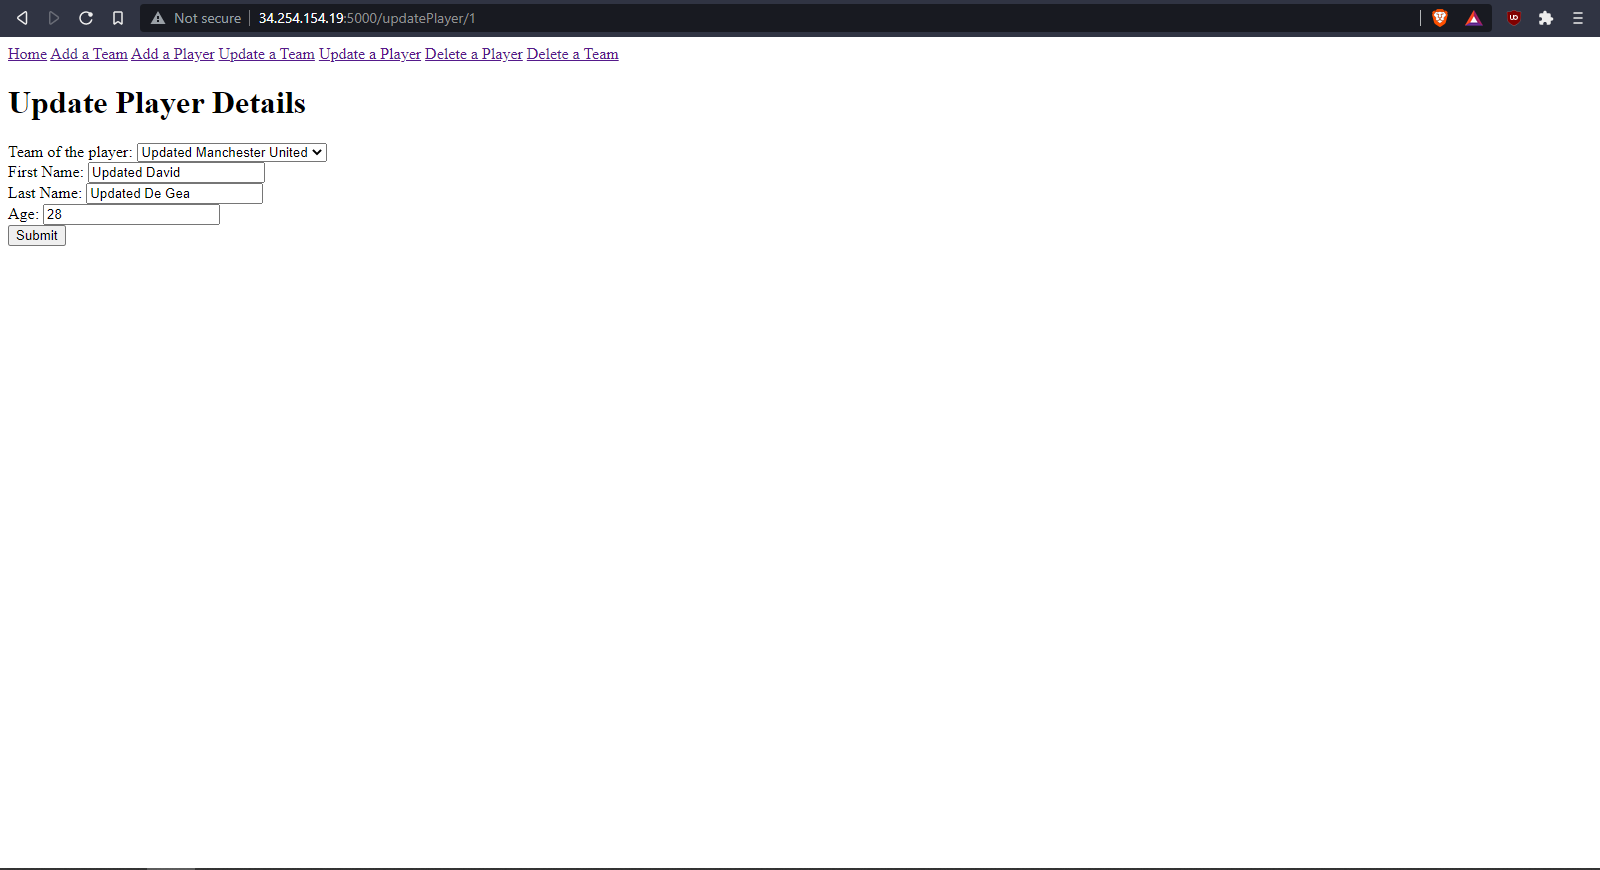 Not secure 34.254.154.19:5000/updatePlayer/1
Home Add a Team Add a Player Update a Team Update a Player Delete a Player Delete a Team
Update Player Details
Team of the player: Updated Manchester United
First Name: Updated David
Last Name: Updated De Gea
Age: 28
Submit